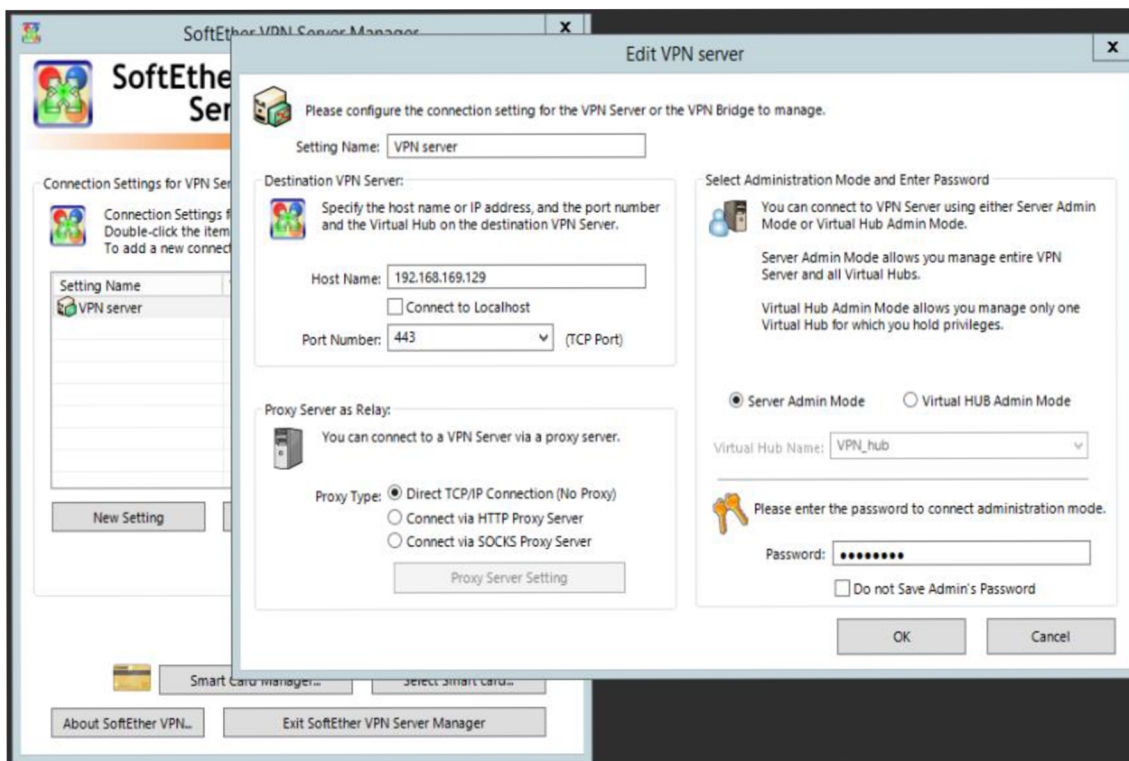 SoftEther VPN Server Manager
SoftEthe
Ser
Connection Settings for VPN Ser
Connection Settings f
Double-click the item
To add a new connect
Setting Name
VPN server
New Setting
Smart Card Manager...
Select Smart Card...
About SoftEther VPN...
Exit SoftEther VPN Server Manager
Edit VPN server
Please configure the connection setting for the VPN Server or the VPN Bridge to manage.
Setting Name: VPN server
Destination VPN Server:
Specify the host name or IP address, and the port number
and the Virtual Hub on the destination VPN Server.
Host Name: 192.168.169.129
Connect to Localhost
Port Number: 443 (TCP Port)
Proxy Server as Relay:
You can connect to a VPN Server via a proxy server.
Proxy Type: Direct TCP/IP Connection (No Proxy)
Connect via HTTP Proxy Server
Connect via SOCKS Proxy Server
Proxy Server Setting
Select Administration Mode and Enter Password
You can connect to VPN Server using either Server Admin
Mode or Virtual Hub Admin Mode.
Server Admin Mode allows you manage entire VPN
Server and all Virtual Hubs.
Virtual Hub Admin Mode allows you manage only one
Virtual Hub for which you hold privileges.
Server Admin Mode Virtual HUB Admin Mode
Virtual Hub Name: VPN_hub
Please enter the password to connect administration mode.
Password: ●●●●●●●●
Do not Save Admin's Password
OK Cancel